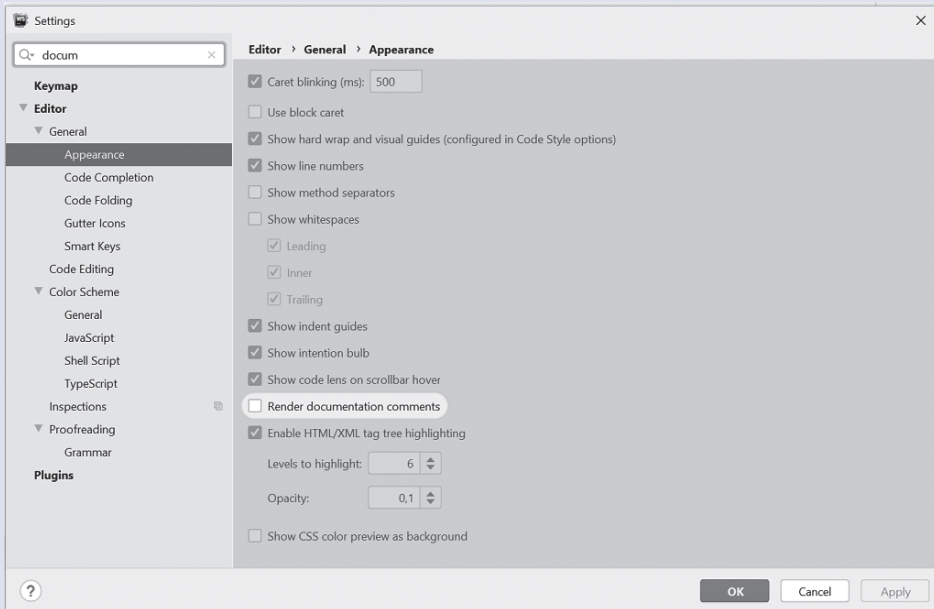 Settings
docum
Keymap
Editor
General
Appearance
Code Completion
Code Folding
Gutter Icons
Smart Keys
Code Editing
Color Scheme
General
JavaScript
Shell Script
TypeScript
Inspections
Proofreading
Grammar
Plugins
Editor › General › Appearance
Caret blinking (ms): 500
Use block caret
Show hard wrap and visual guides (configured in Code Style options)
Show line numbers
Show method separators
Show whitespaces
Leading
Inner
Trailing
Show indent guides
Show intention bulb
Show code lens on scrollbar hover
Render documentation comments
Enable HTML/XML tag tree highlighting
Levels to highlight: 6
Opacity: 0,1
Show CSS color preview as background
? OK Cancel Apply